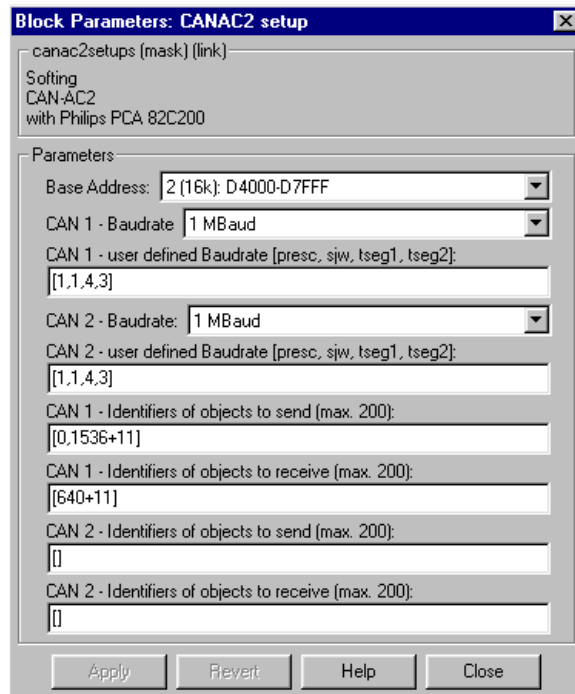 Block Parameters: CANAC2 setup
canac2setups (mask) (link)
Softing
CAN-AC2
with Philips PCA 82C200
Parameters
Base Address: 2 (16k): D4000-D7FFF
CAN 1 - Baudrate 1 MBaud
CAN 1 - user defined Baudrate [presc, sjw, tseg1, tseg2]:
[1,1,4,3]
CAN 2 - Baudrate: 1 MBaud
CAN 2 - user defined Baudrate [presc, sjw, tseg1, tseg2]:
[1,1,4,3]
CAN 1 - Identifiers of objects to send (max. 200):
[0,1536+11]
CAN 1 - Identifiers of objects to receive (max. 200):
[640+11]
CAN 2 - Identifiers of objects to send (max. 200):
[]
CAN 2 - Identifiers of objects to receive (max. 200):
[]
Apply Revert Help Close